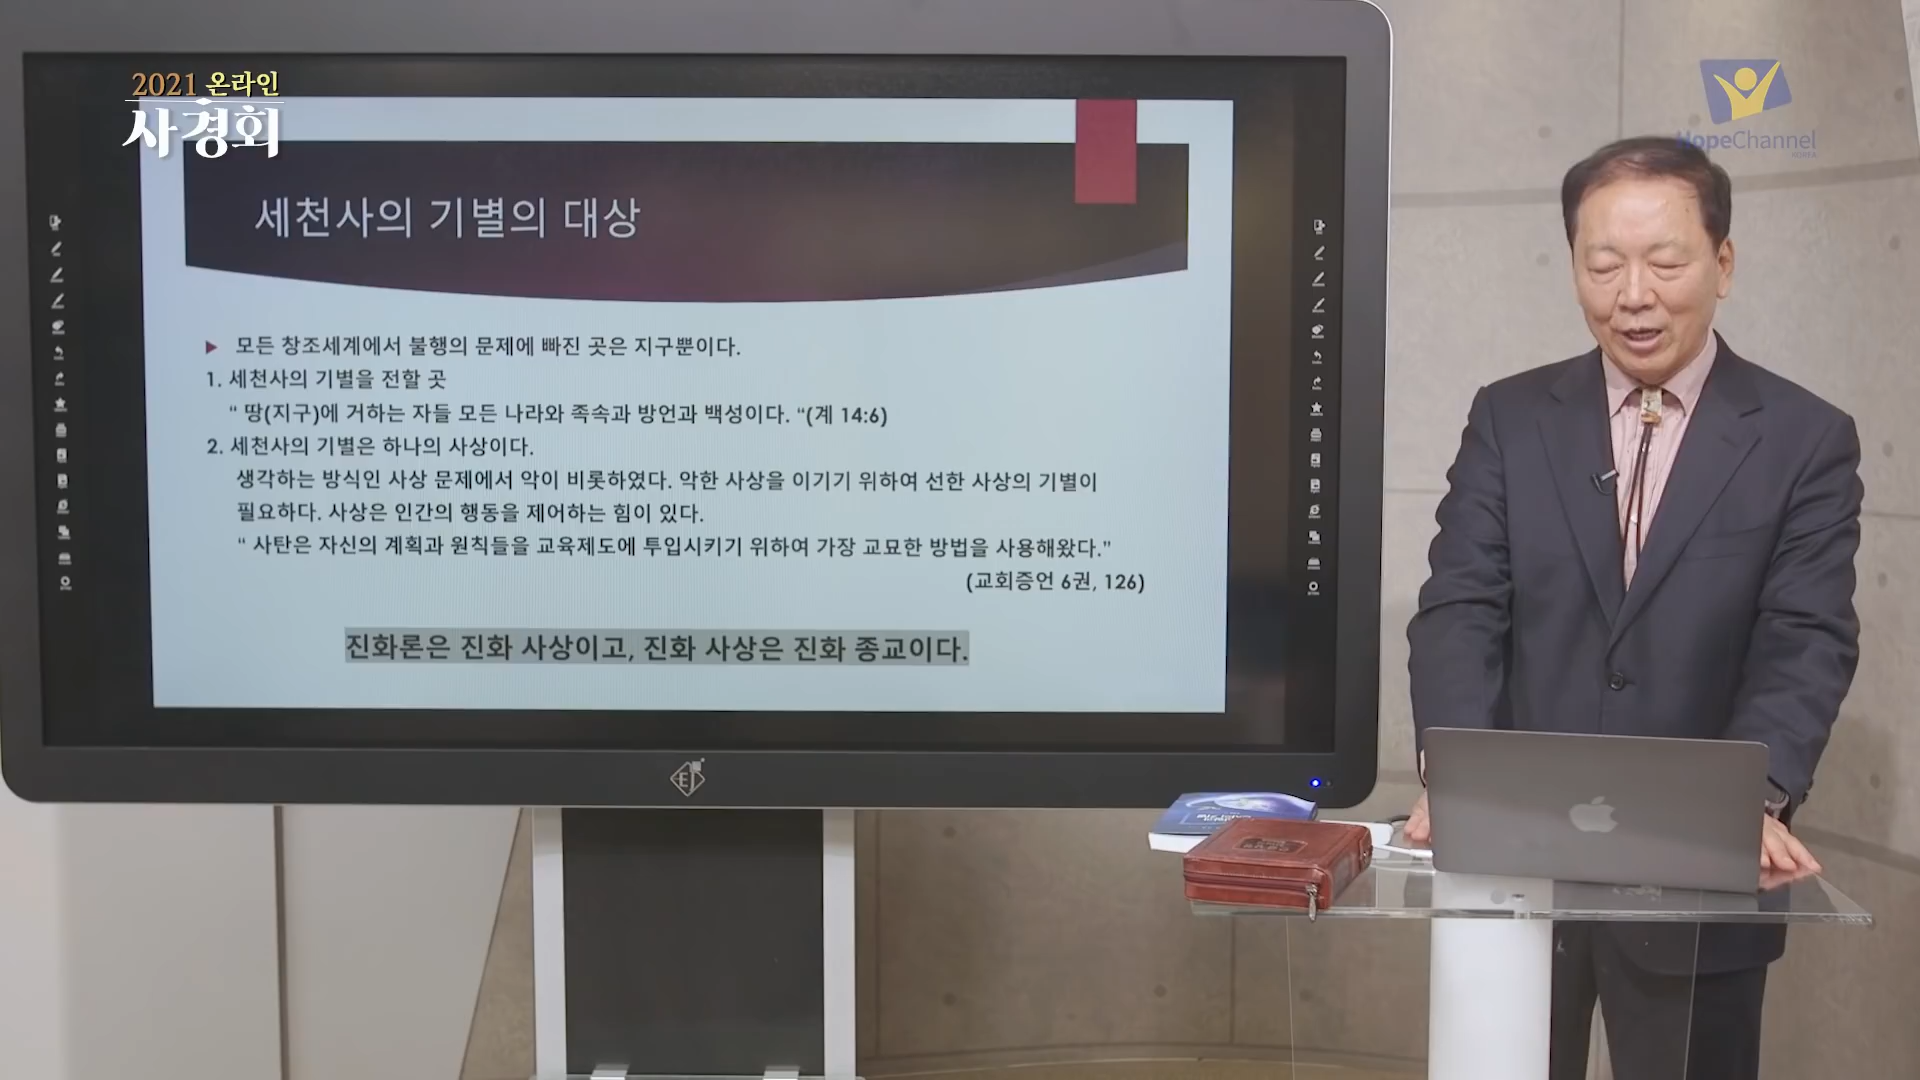 2021 온라인
사경회
HopeChannel
KOREA
세천사의 기별의 대상
▶ 모든 창조세계에서 불행의 문제에 빠진 곳은 지구뿐이다.
1. 세천사의 기별을 전할 곳
“ 땅(지구)에 거하는 자들 모든 나라와 족속과 방언과 백성이다. “(계 14:6)
2. 세천사의 기별은 하나의 사상이다.
생각하는 방식인 사상 문제에서 악이 비롯하였다. 악한 사상을 이기기 위하여 선한 사상의 기별이
필요하다. 사상은 인간의 행동을 제어하는 힘이 있다.
“ 사탄은 자신의 계획과 원칙들을 교육제도에 투입시키기 위하여 가장 교묘한 방법을 사용해왔다.”
(교회증언 6권, 126)
진화론은 진화 사상이고, 진화 사상은 진화 종교이다.